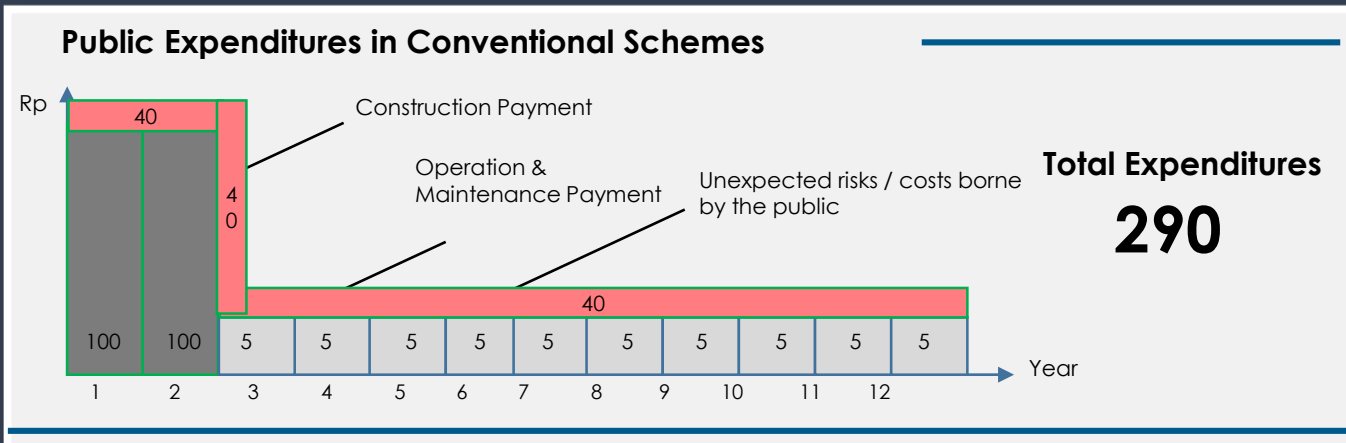 Public Expenditures in Conventional Schemes
Rp
40
Construction Payment
4
0
Operation &
Maintenance Payment
Unexpected risks / costs borne
by the public
Total Expenditures
290
40
100 100 5 5 5 5 5 5 5 5 5 5
Year
1 2 3 4 5 6 7 8 9 10 11 12